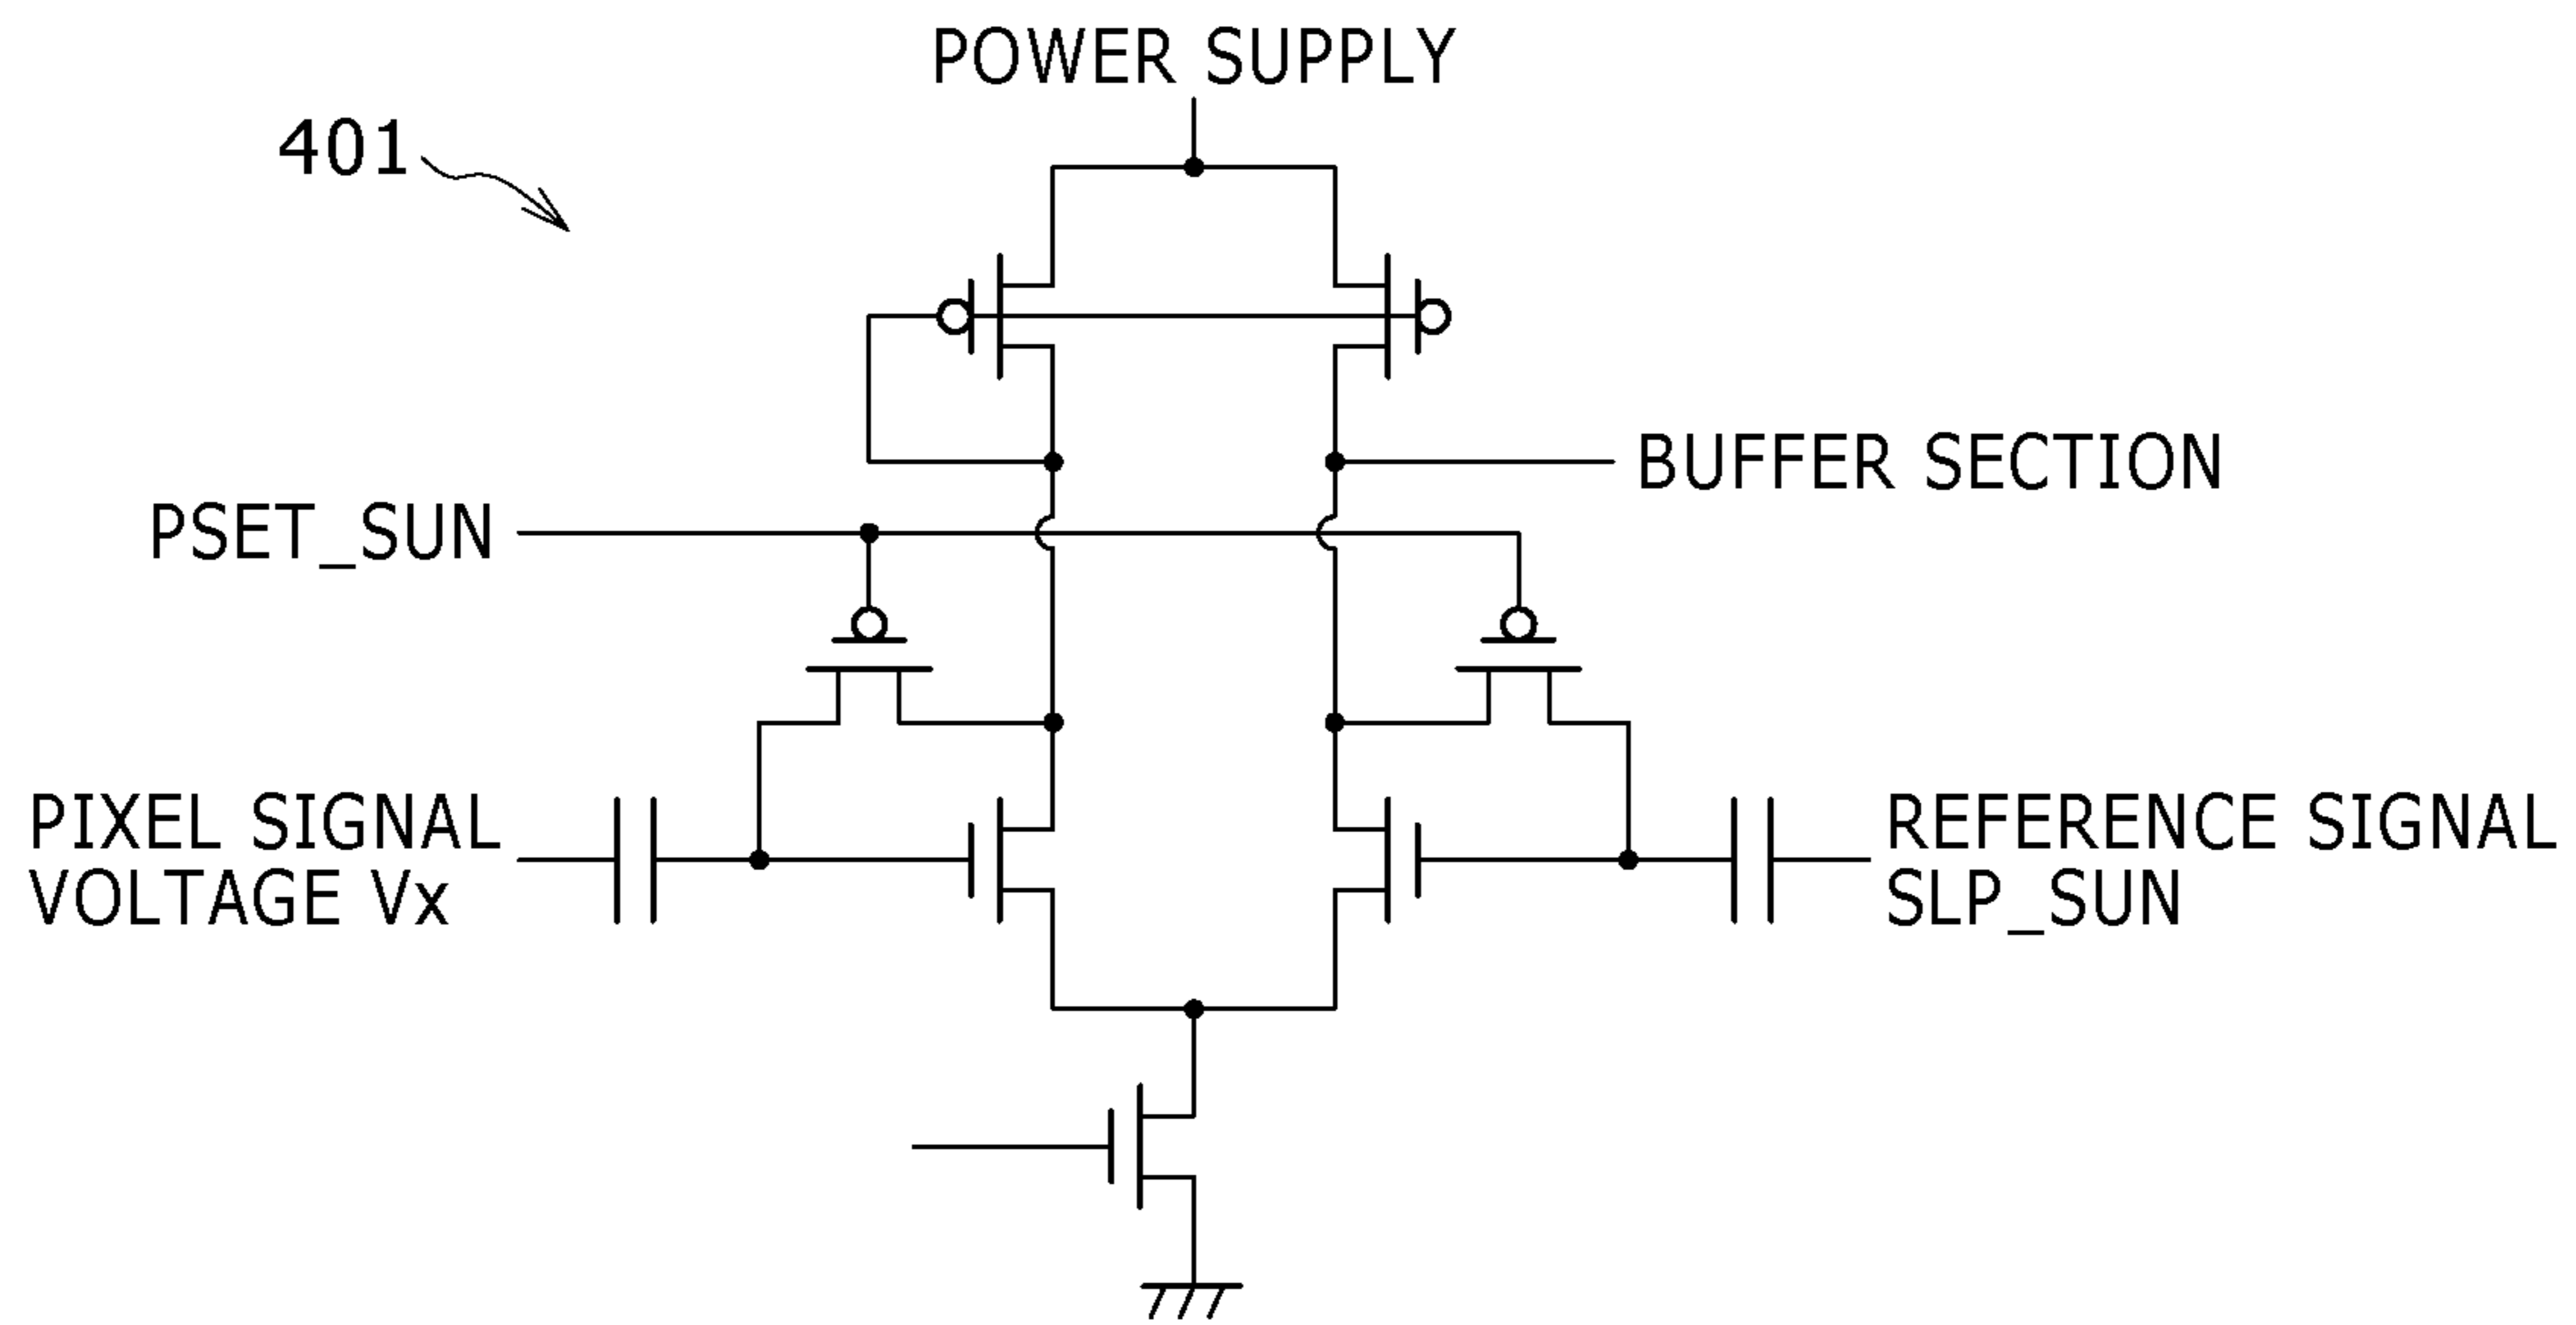 POWER SUPPLY
401
BUFFER SECTION
PSET_SUN
PIXEL SIGNAL
VOLTAGE Vx
REFERENCE SIGNAL
SLP_SUN